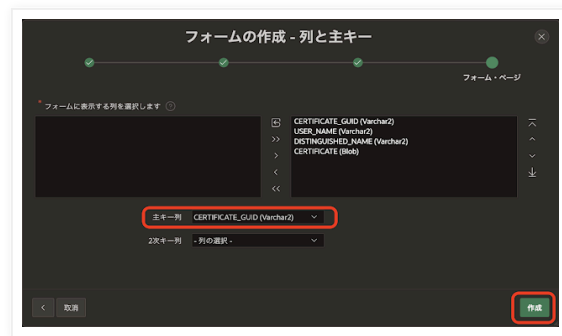 フォームの作成 - 列と主キー
フォーム・ページ
* フォームに表示する列を選択します
CERTIFICATE_GUID (Varchar2)
USER_NAME (Varchar2)
DISTINGUISHED_NAME (Varchar2)
CERTIFICATE (Blob)
主キー列 CERTIFICATE_GUID (Varchar2)
2次キー列 - 列の選択 -
取消
作成